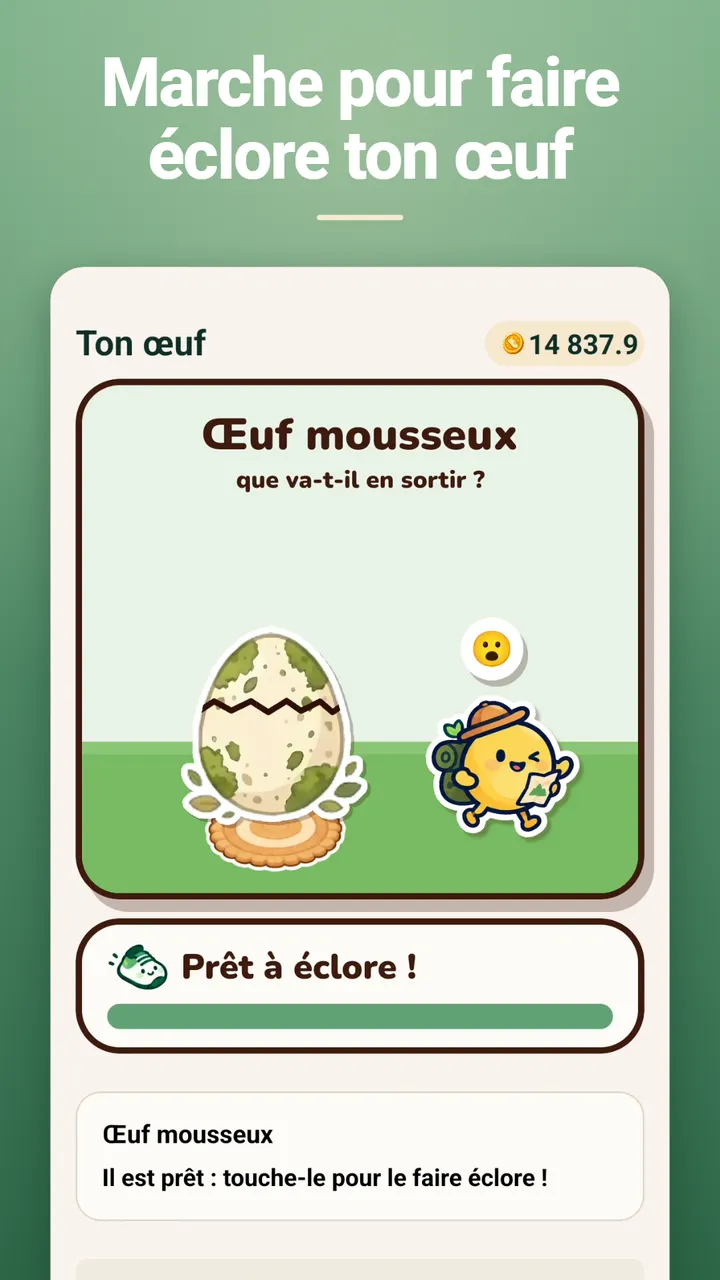 Marche pour faire
éclore ton œuf
Ton œuf
14 837.9
Œuf mousseux
que va-t-il en sortir ?
Prêt à éclore !
Œuf mousseux
Il est prêt : touche-le pour le faire éclore !